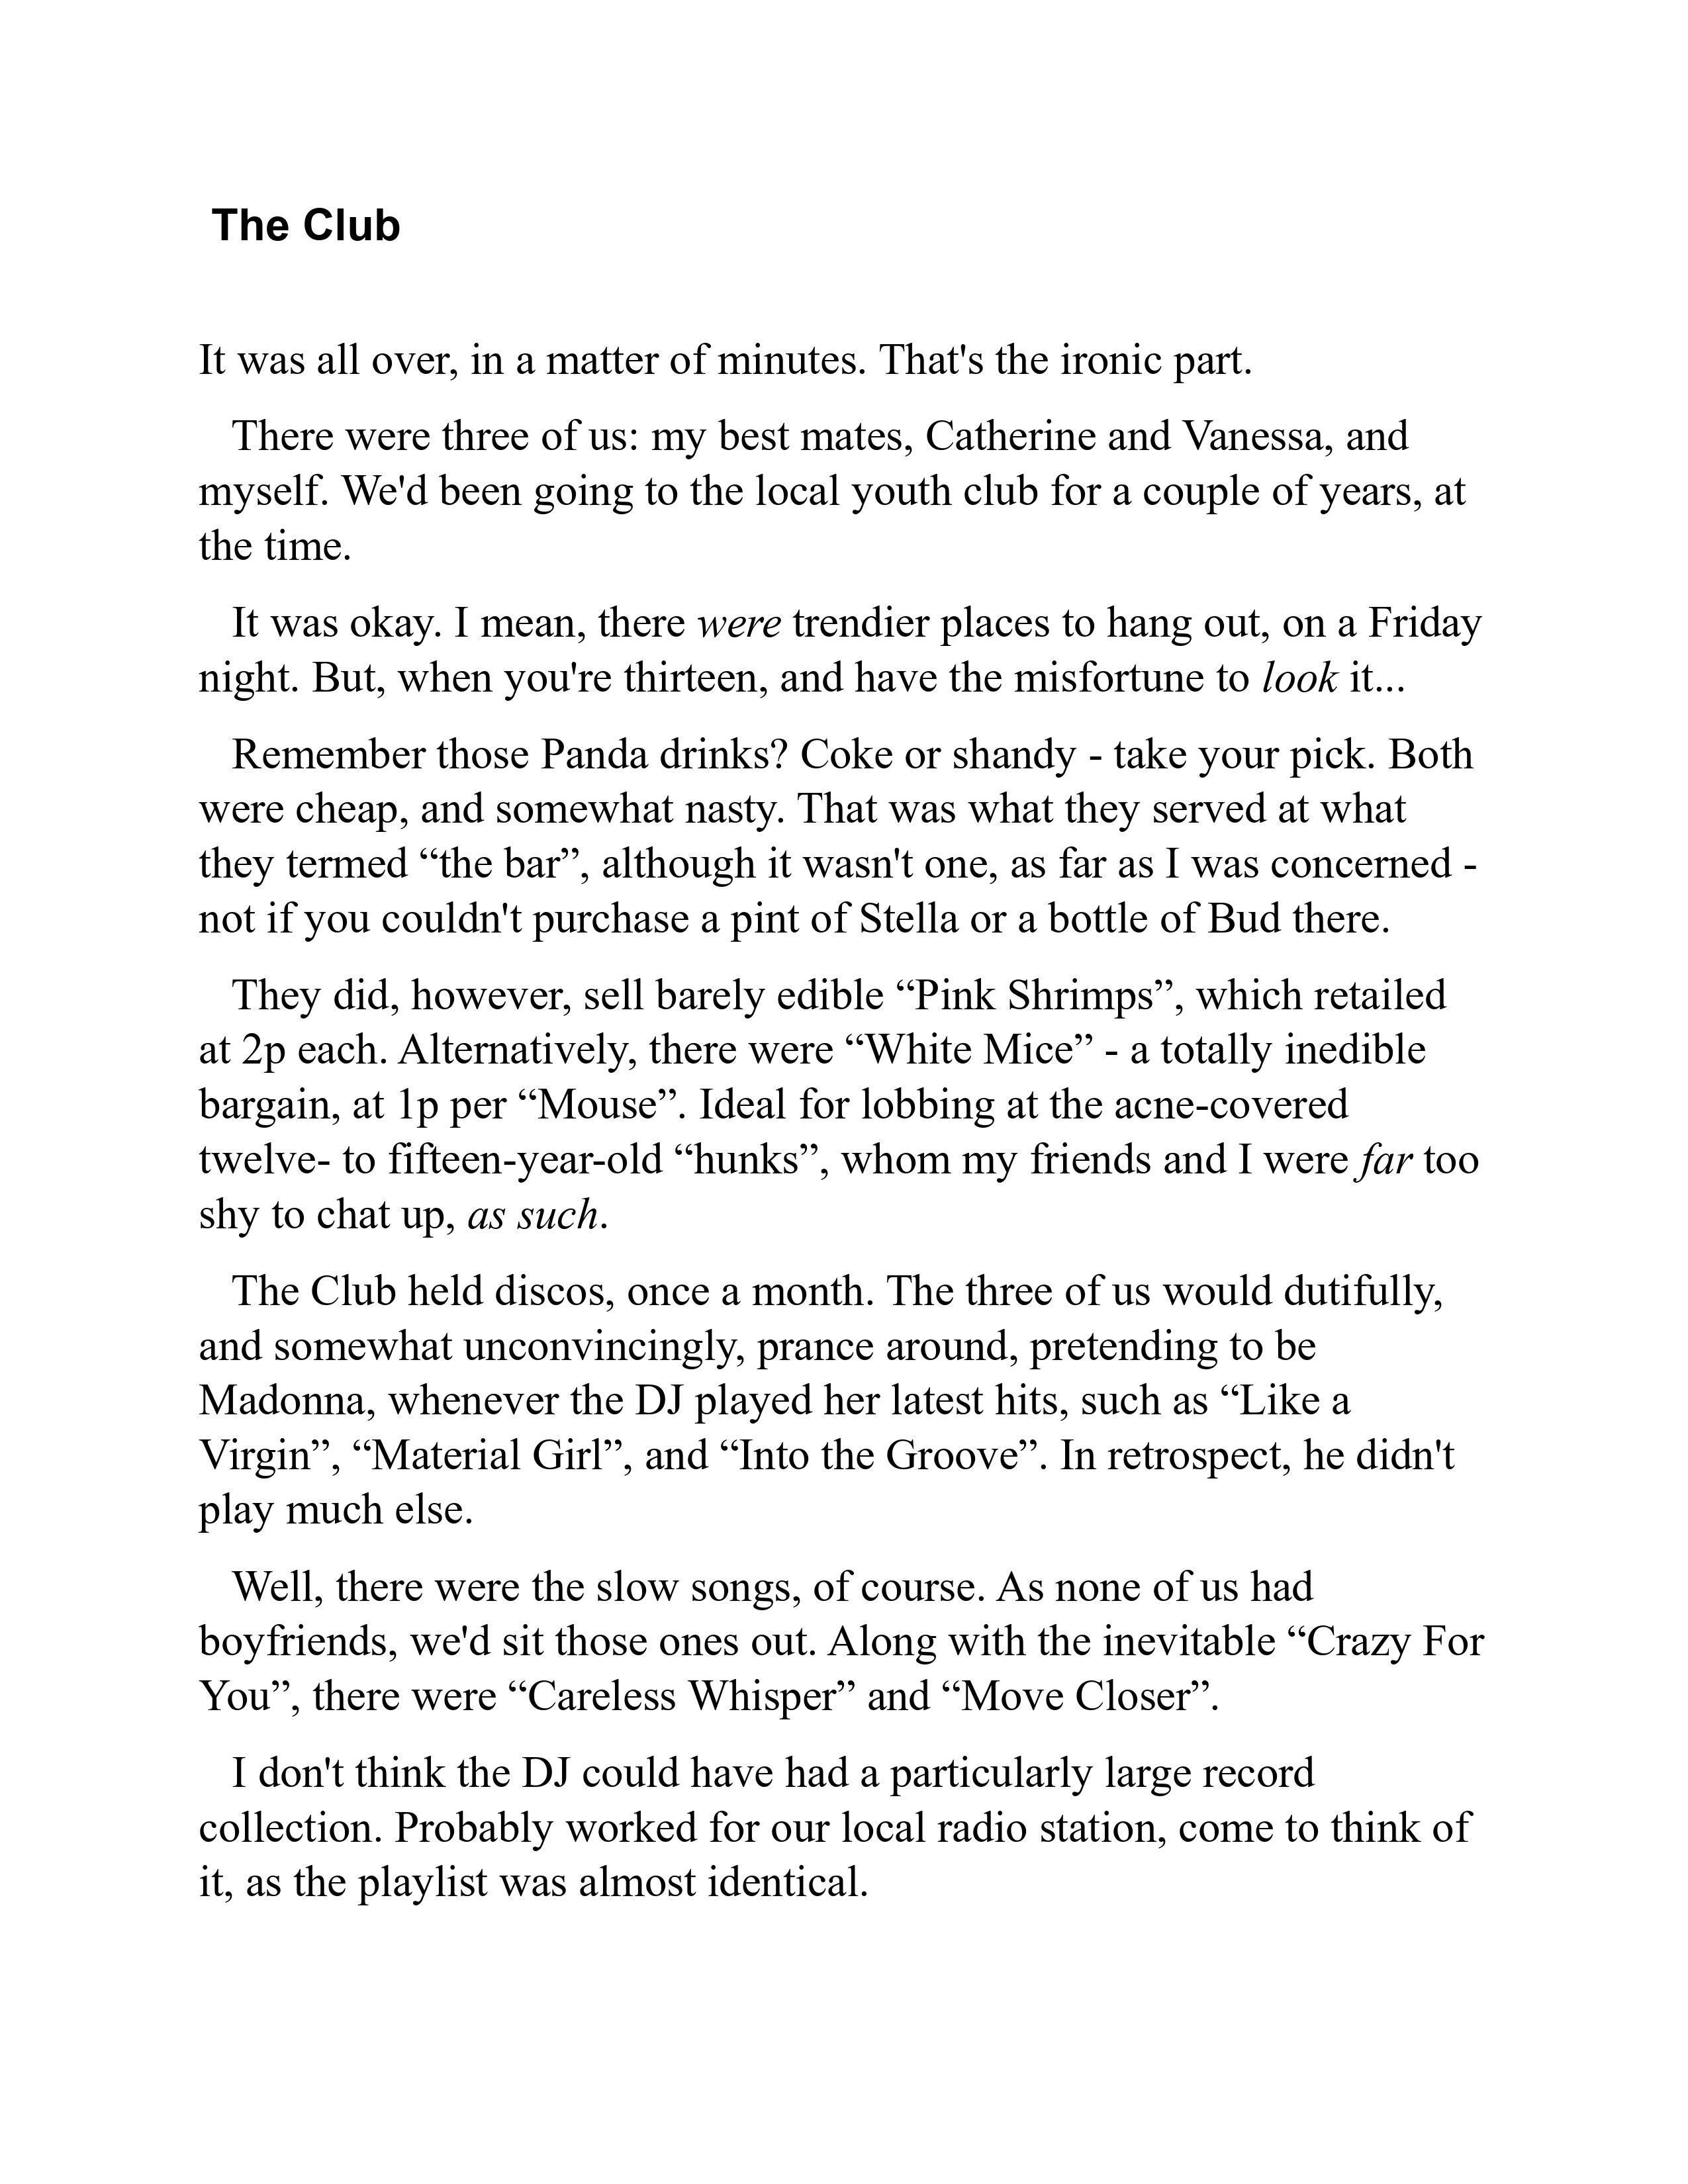 The Club
It was all over, in a matter of minutes. That's the ironic part.
There were three of us: my best mates, Catherine and Vanessa, and
myself. We'd been going to the local youth club for a couple of years, at
the time.
It was okay. I mean, there were trendier places to hang out, on a Friday
night. But, when you're thirteen, and have the misfortune to look it...
Remember those Panda drinks? Coke or shandy - take your pick. Both
were cheap, and somewhat nasty. That was what they served at what
they termed “the bar”, although it wasn't one, as far as I was concerned -
not if you couldn't purchase a pint of Stella or a bottle of Bud there.
They did, however, sell barely edible “Pink Shrimps”, which retailed
at 2p each. Alternatively, there were “White Mice” - a totally inedible
bargain, at 1p per “Mouse”. Ideal for lobbing at the acne-covered
twelve- to fifteen-year-old “hunks”, whom my friends and I were far too
shy to chat up, as such.
The Club held discos, once a month. The three of us would dutifully,
and somewhat unconvincingly, prance around, pretending to be
Madonna, whenever the DJ played her latest hits, such as “Like a
Virgin”, “Material Girl”, and “Into the Groove”. In retrospect, he didn't
play much else.
Well, there were the slow songs, of course. As none of us had
boyfriends, we'd sit those ones out. Along with the inevitable “Crazy For
You”, there were “Careless Whisper” and “Move Closer”.
I don't think the DJ could have had a particularly large record
collection. Probably worked for our local radio station, come to think of
it, as the playlist was almost identical.